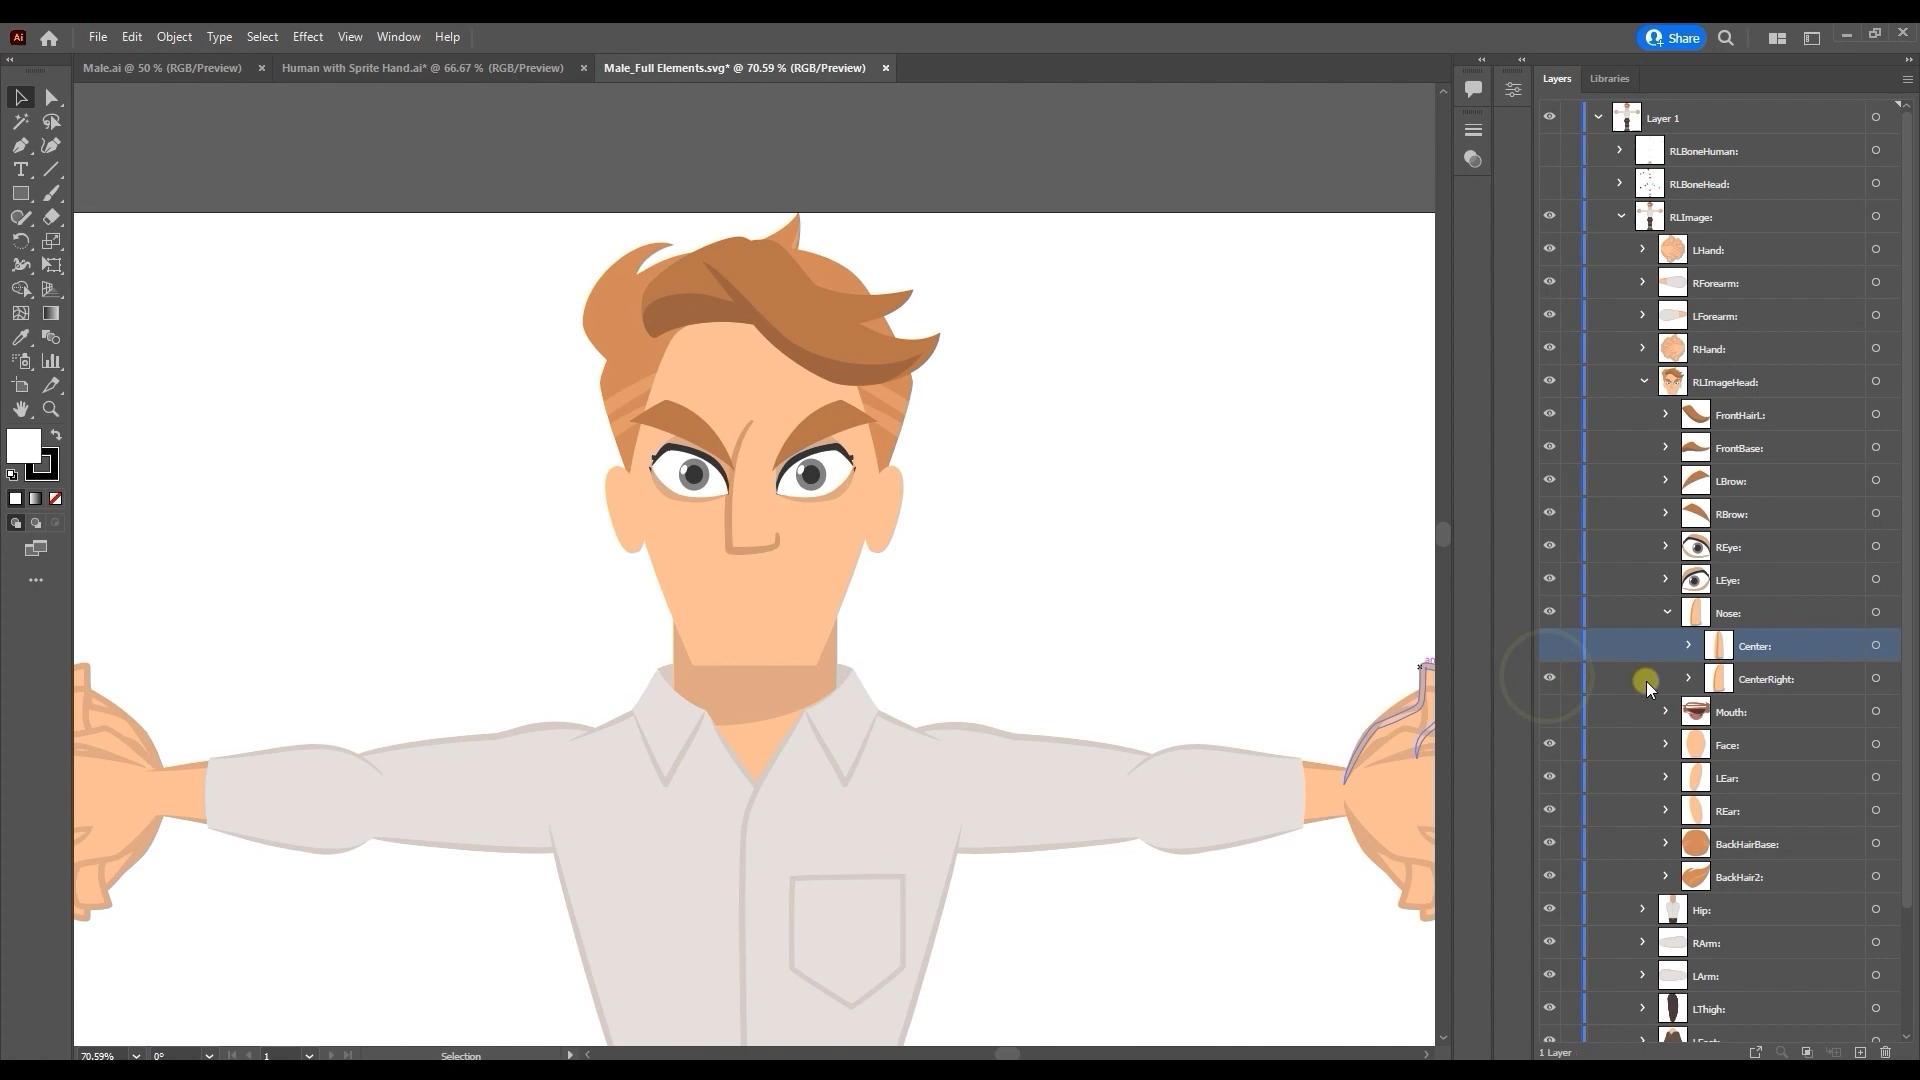 Ai
File Edit Object Type Select Effect View Window Help
Share
Male.ai @ 50 % (RGB/Preview)
Human with Sprite Hand.ai* @ 66.67 % (RGB/Preview)
Male_Full Elements.svg* @ 70.59 % (RGB/Preview)
Layers Libraries
Layer 1
RLBoneHuman:
RLBoneHead:
RLImage:
LHand:
RForearm:
LForearm:
RHand:
RLImageHead:
FrontHairL:
FrontBase:
LBrow:
RBrow:
REye:
LEye:
Nose:
Center:
CenterRight:
Mouth:
Face:
LEar:
REar:
BackHairBase:
BackHair2:
Hip:
RArm:
LArm:
LThigh:
70.59% 0° 1 Selection
1 Layer